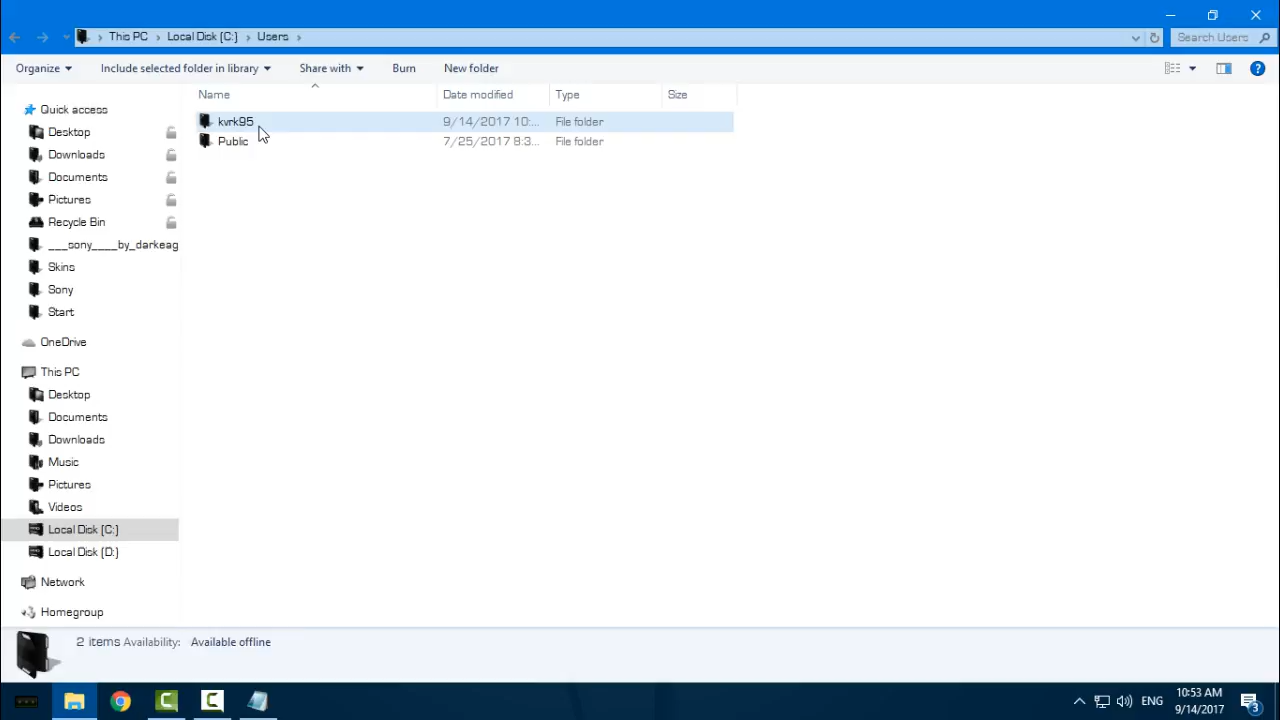 This PC > Local Disk (C:) > Users >
Search Users
Organize
Include selected folder in library
Share with
Burn
New folder
?
Name
Date modified
Type
Size
kvrk95
9/14/2017 10:...
File folder
Public
7/25/2017 8:3...
File folder
Quick access
Desktop
Downloads
Documents
Pictures
Recycle Bin
___sony____by_darkeag
Skins
Sony
Start
OneDrive
This PC
Desktop
Documents
Downloads
Music
Pictures
Videos
Local Disk (C:)
Local Disk (D:)
Network
Homegroup
2 items Availability: Available offline
ENG
10:53 AM
9/14/2017
3